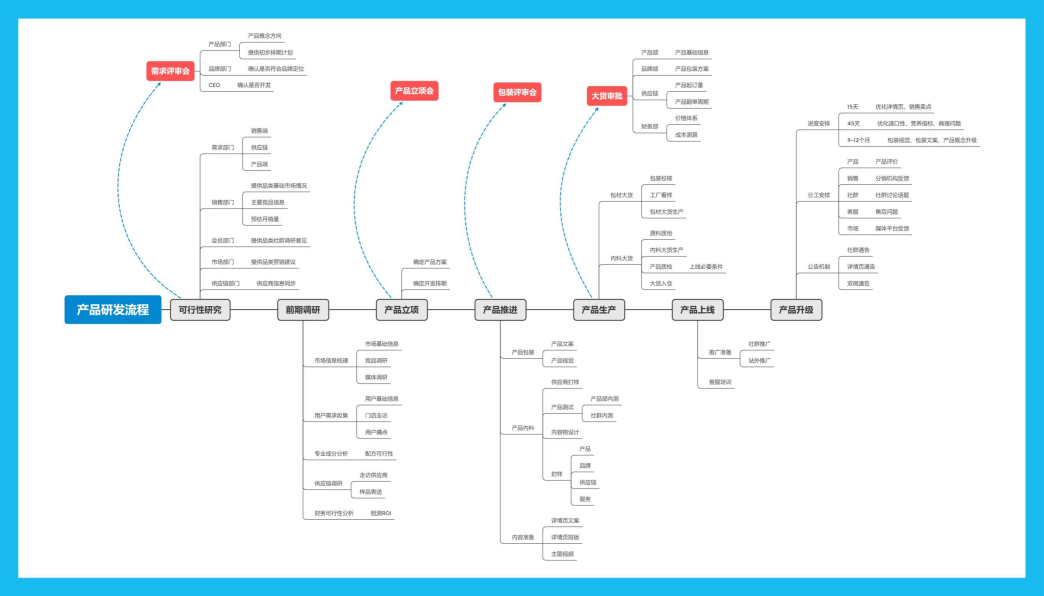 产品研发流程
可行性研究
需求评审会
产品部门
产品概念方向
提供初步排期计划
品牌部门
确认是否符合品牌定位
CEO
确认是否开发
需求部门
销售端
供应链
产品端
销售部门
提供品类基础市场情况
主要竞品信息
预估月销量
会员部门
提供品类社群调研意见
市场部门
提供品类营销建议
供应链部门
供应商信息同步
前期调研
市场信息梳理
市场基础信息
竞品调研
媒体调研
用户需求收集
用户基础信息
门店走访
用户痛点
专业成分分析
配方可行性
供应链调研
走访供应商
样品寄送
财务可行性分析
粗测ROI
产品立项
产品立项会
确定产品方案
确定开发排期
产品推进
包装评审会
产品包装
产品文案
产品视觉
产品内料
供应商打样
产品测试
产品部内测
社群内测
内容物设计
封样
产品
品牌
供应链
服务
内容准备
详情页文案
详情页排版
主图视频
产品生产
大货审批
产品部
产品基础信息
品牌部
产品包装方案
供应链
产品起订量
产品翻单周期
财务部
价格体系
成本测算
包材大货
包装校稿
工厂看样
包材大货生产
内料大货
原料质检
内料大货生产
产品质检
上线必要条件
大货入仓
产品上线
推广准备
社群推广
站外推广
客服培训
产品升级
进度安排
15天
优化详情页、销售卖点
45天
优化适口性、营养指标、病理问题
9-12个月
包装视觉、包装文案、产品概念升级
分工安排
产品
产品评价
销售
分销机构反馈
社群
社群讨论话题
客服
售后问题
市场
媒体平台反馈
公告机制
社群通告
详情页通告
双微通告